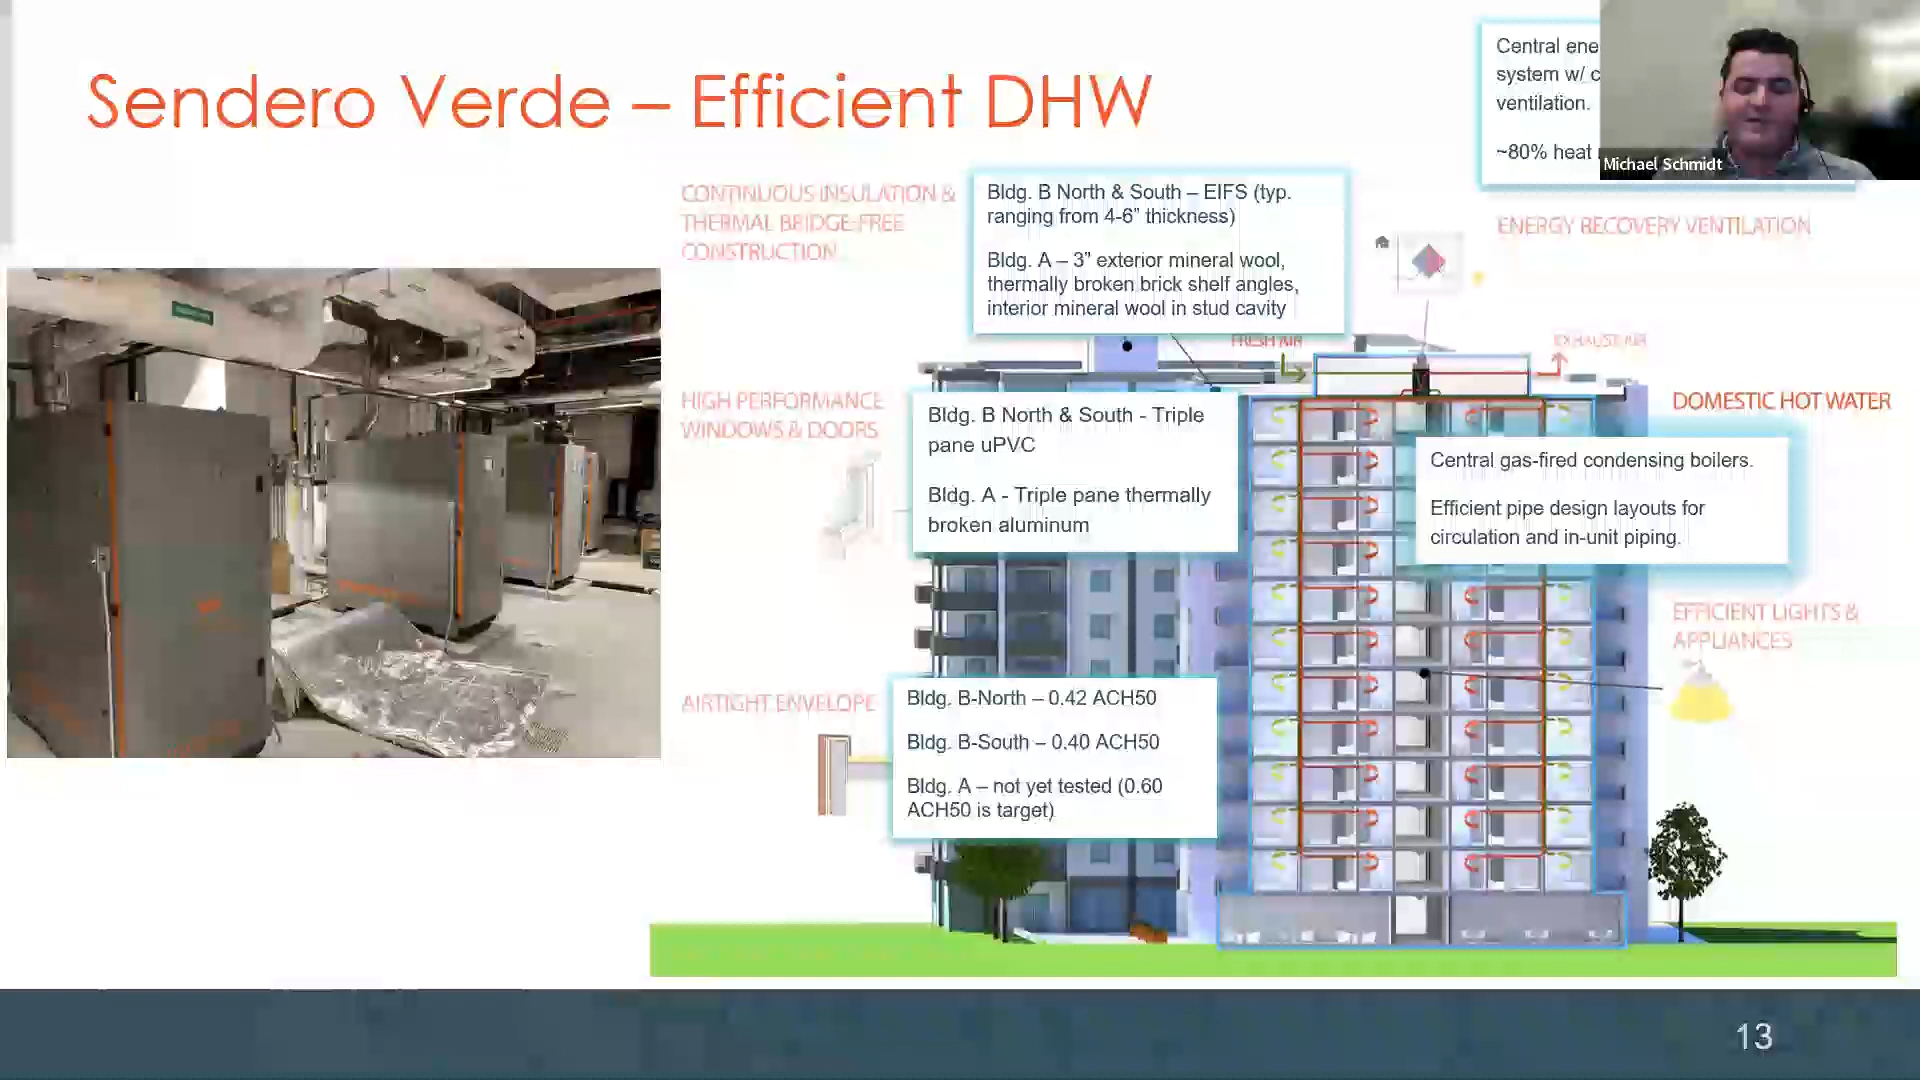 Sendero Verde – Efficient DHW
Central ene
system w/ c
ventilation.
~80% heat
Michael Schmidt
CONTINUOUS INSULATION &
THERMAL BRIDGE-FREE
CONSTRUCTION
Bldg. B North & South – EIFS (typ.
ranging from 4-6” thickness)
Bldg. A – 3” exterior mineral wool,
thermally broken brick shelf angles,
interior mineral wool in stud cavity
ENERGY RECOVERY VENTILATION
FRESH AIR
EXHAUST AIR
HIGH PERFORMANCE
WINDOWS & DOORS
Bldg. B North & South - Triple
pane uPVC
Bldg. A - Triple pane thermally
broken aluminum
DOMESTIC HOT WATER
Central gas-fired condensing boilers.
Efficient pipe design layouts for
circulation and in-unit piping.
EFFICIENT LIGHTS &
APPLIANCES
AIRTIGHT ENVELOPE
Bldg. B-North – 0.42 ACH50
Bldg. B-South – 0.40 ACH50
Bldg. A – not yet tested (0.60
ACH50 is target)
13